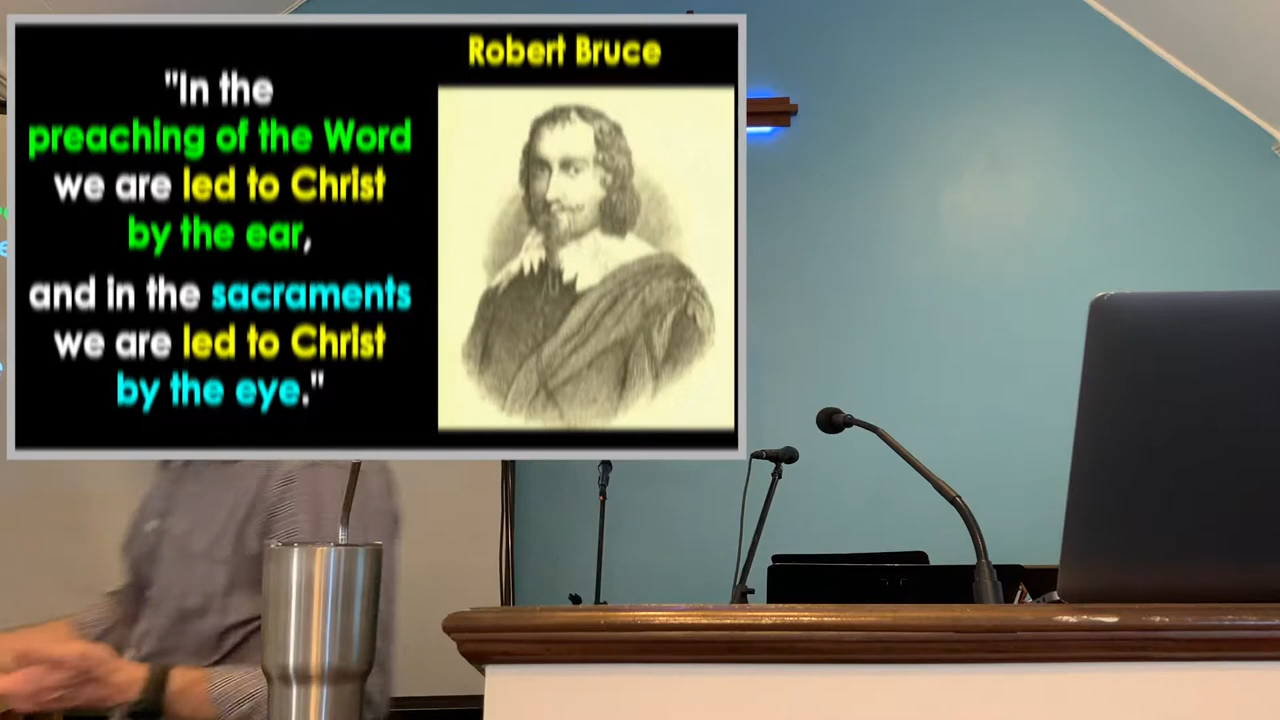 Robert Bruce
"In the
preaching of the Word
we are led to Christ
by the ear,
and in the sacraments
we are led to Christ
by the eye."